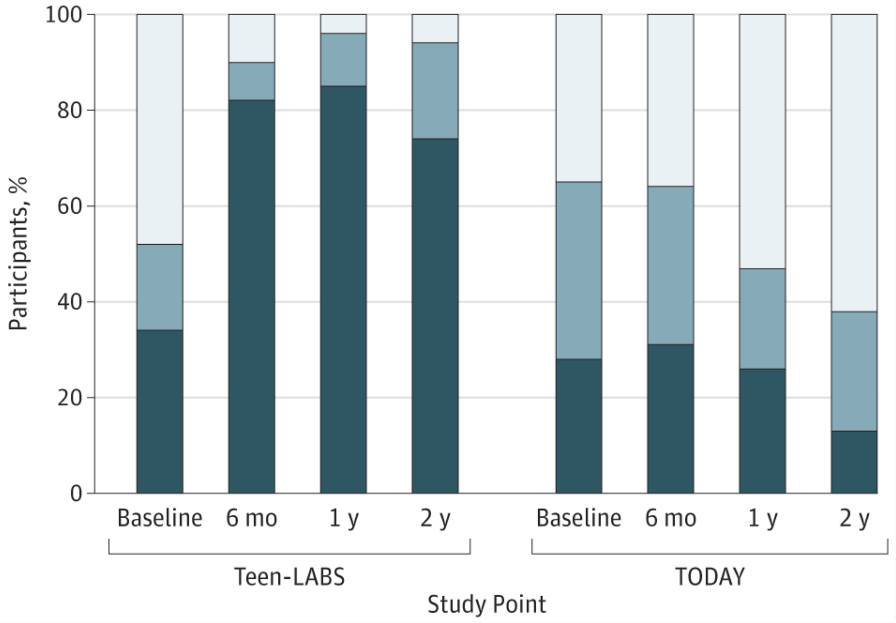 Participants, %
100
80
60
40
20
0
Baseline 6 mo 1 y 2 y Baseline 6 mo 1 y 2 y
Teen-LABS TODAY
Study Point